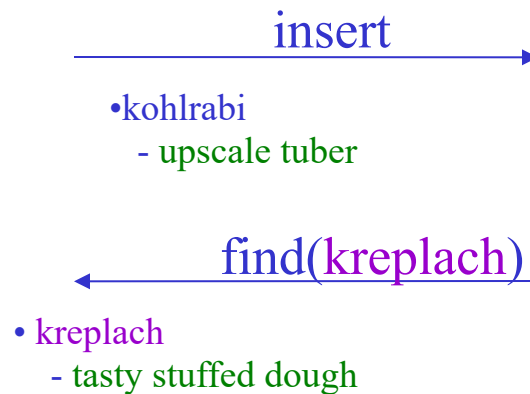 insert
•kohlrabi
- upscale tuber
find(kreplach)
• kreplach
- tasty stuffed dough